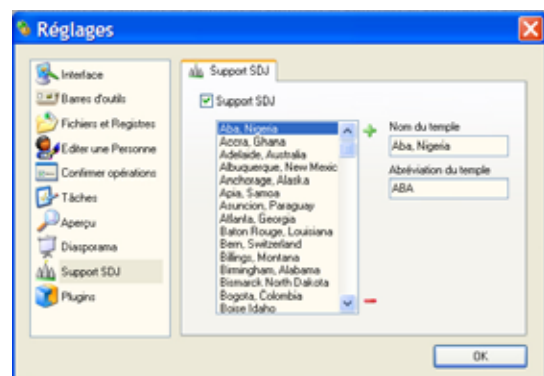 Réglages
Interface
Barres d'outils
Fichiers et Registres
Editer une Personne
Confirmer opérations
Tâches
Aperçu
Diasporama
Support SDJ
Plugins
Support SDJ
Support SDJ
Aba, Nigeria
Accra, Ghana
Adelaide, Australia
Albuquerque, New Mexic
Anchorage, Alaska
Apia, Samoa
Asuncion, Paraguay
Atlanta, Georgia
Baton Rouge, Louisiana
Bern, Switzerland
Billings, Montana
Birmingham, Alabama
Bismarck North Dakota
Bogota, Colombia
Boise Idaho
Nom du temple
Aba, Nigeria
Abréviation du temple
ABA
OK